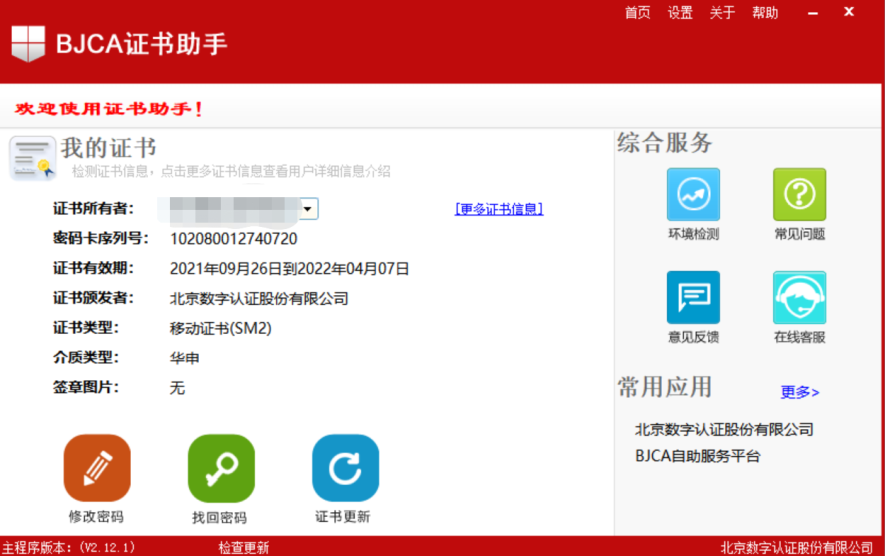 首页 设置 关于 帮助
BJCA证书助手
欢迎使用证书助手！
我的证书
检测证书信息，点击更多证书信息查看用户详细信息介绍
证书所有者：
[更多证书信息]
密码卡序列号： 102080012740720
证书有效期： 2021年09月26日到2022年04月07日
证书颁发者： 北京数字认证股份有限公司
证书类型： 移动证书(SM2)
介质类型： 华申
签章图片： 无
修改密码 找回密码 证书更新
综合服务
环境检测 常见问题
意见反馈 在线客服
常用应用 更多>
北京数字认证股份有限公司
BJCA自助服务平台
主程序版本：(V2.12.1) 检查更新 北京数字认证股份有限公司